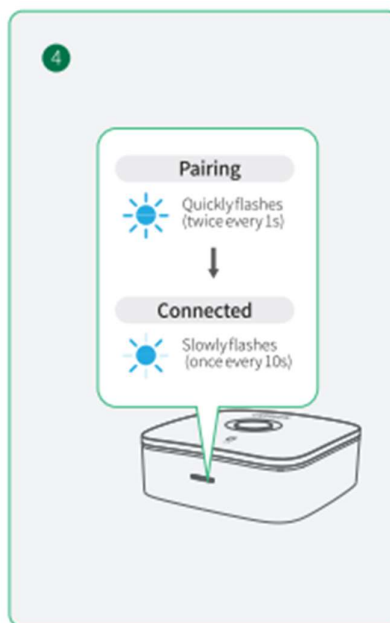 4
Pairing
Quickly flashes
(twice every 1s)
Connected
Slowly flashes
(once every 10s)